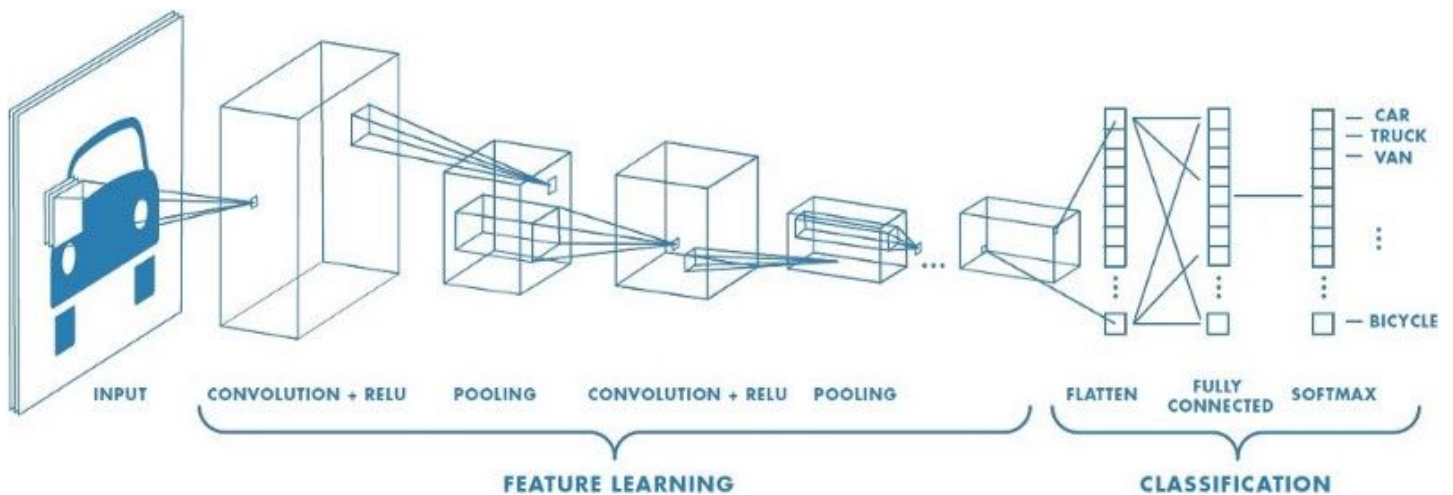 CAR
TRUCK
VAN
BICYCLE
INPUT
CONVOLUTION + RELU
POOLING
CONVOLUTION + RELU
POOLING
FLATTEN
FULLY
CONNECTED
SOFTMAX
FEATURE LEARNING
CLASSIFICATION